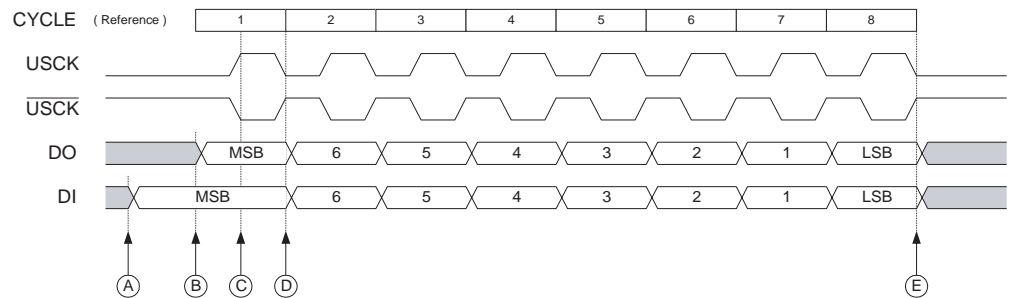 CYCLE ( Reference ) 1 2 3 4 5 6 7 8
USCK
USCK
DO MSB 6 5 4 3 2 1 LSB
DI MSB 6 5 4 3 2 1 LSB
A B C D E